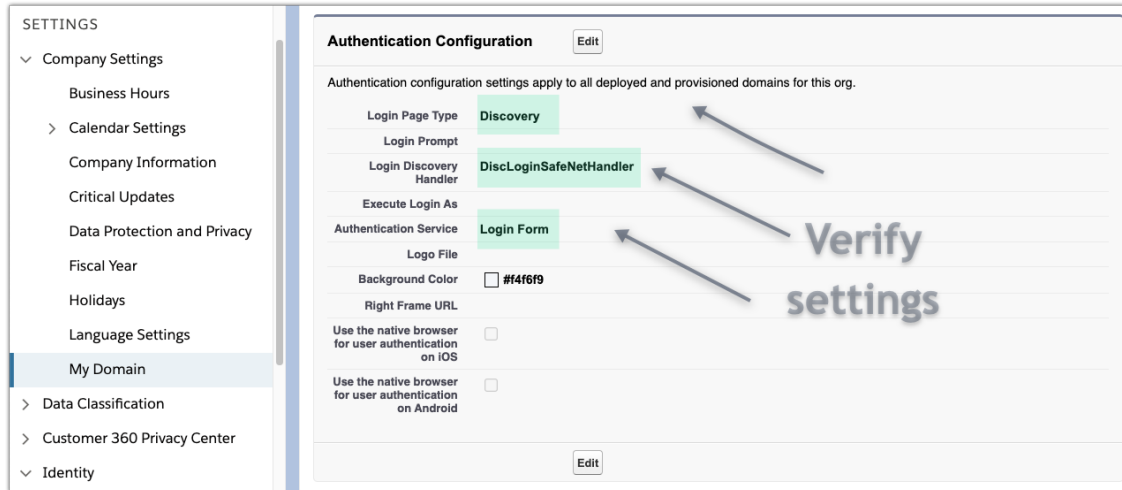 SETTINGS
Company Settings
Business Hours
Calendar Settings
Company Information
Critical Updates
Data Protection and Privacy
Fiscal Year
Holidays
Language Settings
My Domain
Data Classification
Customer 360 Privacy Center
Identity
Authentication Configuration
Edit
Authentication configuration settings apply to all deployed and provisioned domains for this org.
Login Page Type Discovery
Login Prompt
Login Discovery
Handler
DiscLoginSafeNetHandler
Execute Login As
Authentication Service Login Form
Logo File
Background Color #f4f6f9
Right Frame URL
Use the native browser
for user authentication
on iOS
Use the native browser
for user authentication
on Android
Edit
Verify
settings